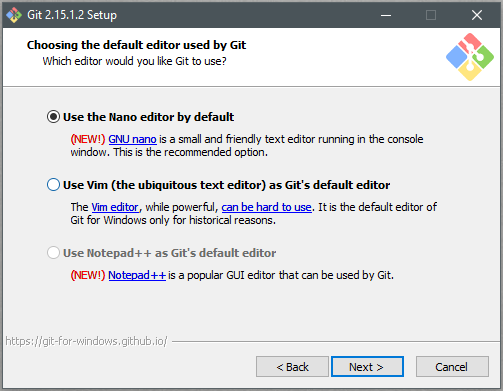 Git 2.15.1.2 Setup
Choosing the default editor used by Git
Which editor would you like Git to use?
Use the Nano editor by default
(NEW!) GNU nano is a small and friendly text editor running in the console
window. This is the recommended option.
Use Vim (the ubiquitous text editor) as Git's default editor
The Vim editor, while powerful, can be hard to use. It is the default editor of
Git for Windows only for historical reasons.
Use Notepad++ as Git's default editor
(NEW!) Notepad++ is a popular GUI editor that can be used by Git.
https://git-for-windows.github.io/
< Back
Next >
Cancel